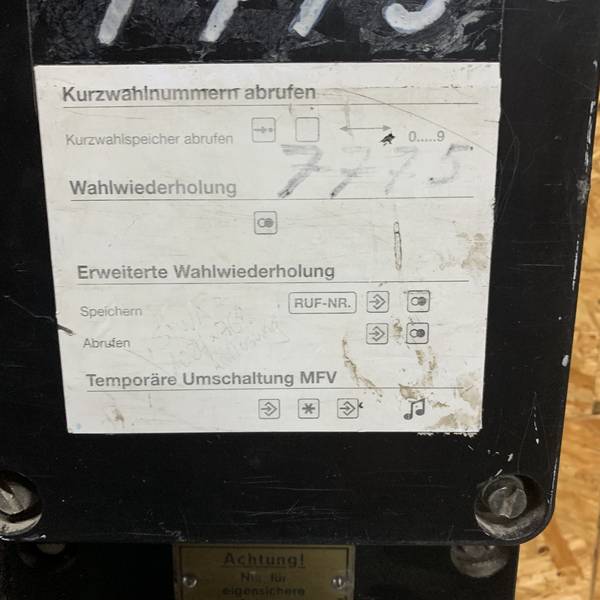 7775
Kurzwahlnummern abrufen
Kurzwahlspeicher abrufen 0.....9
7775
Wahlwiederholung
Erweiterte Wahlwiederholung
Speichern RUF-NR.
Abrufen
Temporäre Umschaltung MFV
*
Achtung!
Nur für
eigensichere